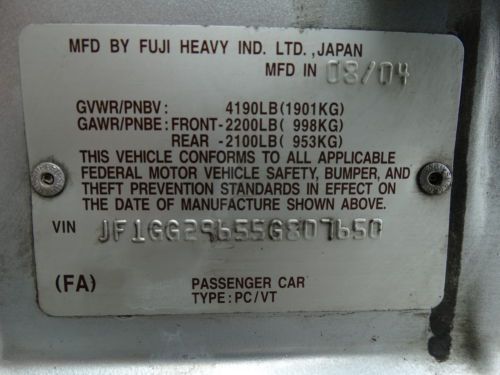 MFD BY FUJI HEAVY IND. LTD., JAPAN
MFD IN 08/04
GVWR/PNBV: 4190LB(1901KG)
GAWR/PNBE: FRONT-2200LB( 998KG)
REAR -2100LB( 953KG)
THIS VEHICLE CONFORMS TO ALL APPLICABLE
FEDERAL MOTOR VEHICLE SAFETY, BUMPER, AND
THEFT PREVENTION STANDARDS IN EFFECT ON
THE DATE OF MANUFACTURE SHOWN ABOVE.
VIN JF1GG29655G807650
(FA) PASSENGER CAR
TYPE: PC/VT